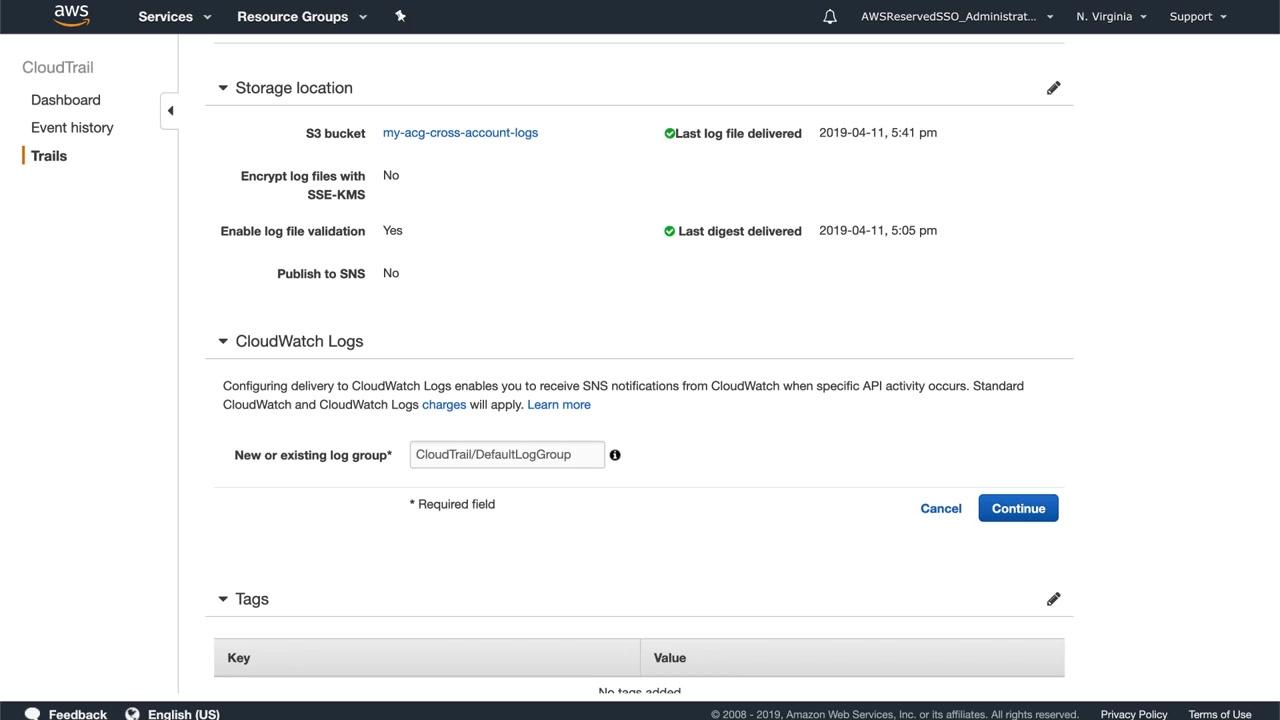 aws
Services
Resource Groups
AWSReservedSSO_Administrat...
N. Virginia
Support
CloudTrail
Dashboard
Event history
Trails
Storage location
S3 bucket
my-acg-cross-account-logs
Last log file delivered
2019-04-11, 5:41 pm
Encrypt log files with
SSE-KMS
No
Enable log file validation
Yes
Last digest delivered
2019-04-11, 5:05 pm
Publish to SNS
No
CloudWatch Logs
Configuring delivery to CloudWatch Logs enables you to receive SNS notifications from CloudWatch when specific API activity occurs. Standard
CloudWatch and CloudWatch Logs charges will apply. Learn more
New or existing log group*
CloudTrail/DefaultLogGroup
* Required field
Cancel
Continue
Tags
Key
Value
No tags added
Feedback
English (US)
© 2008 - 2019, Amazon Web Services, Inc. or its affiliates. All rights reserved.
Privacy Policy
Terms of Use